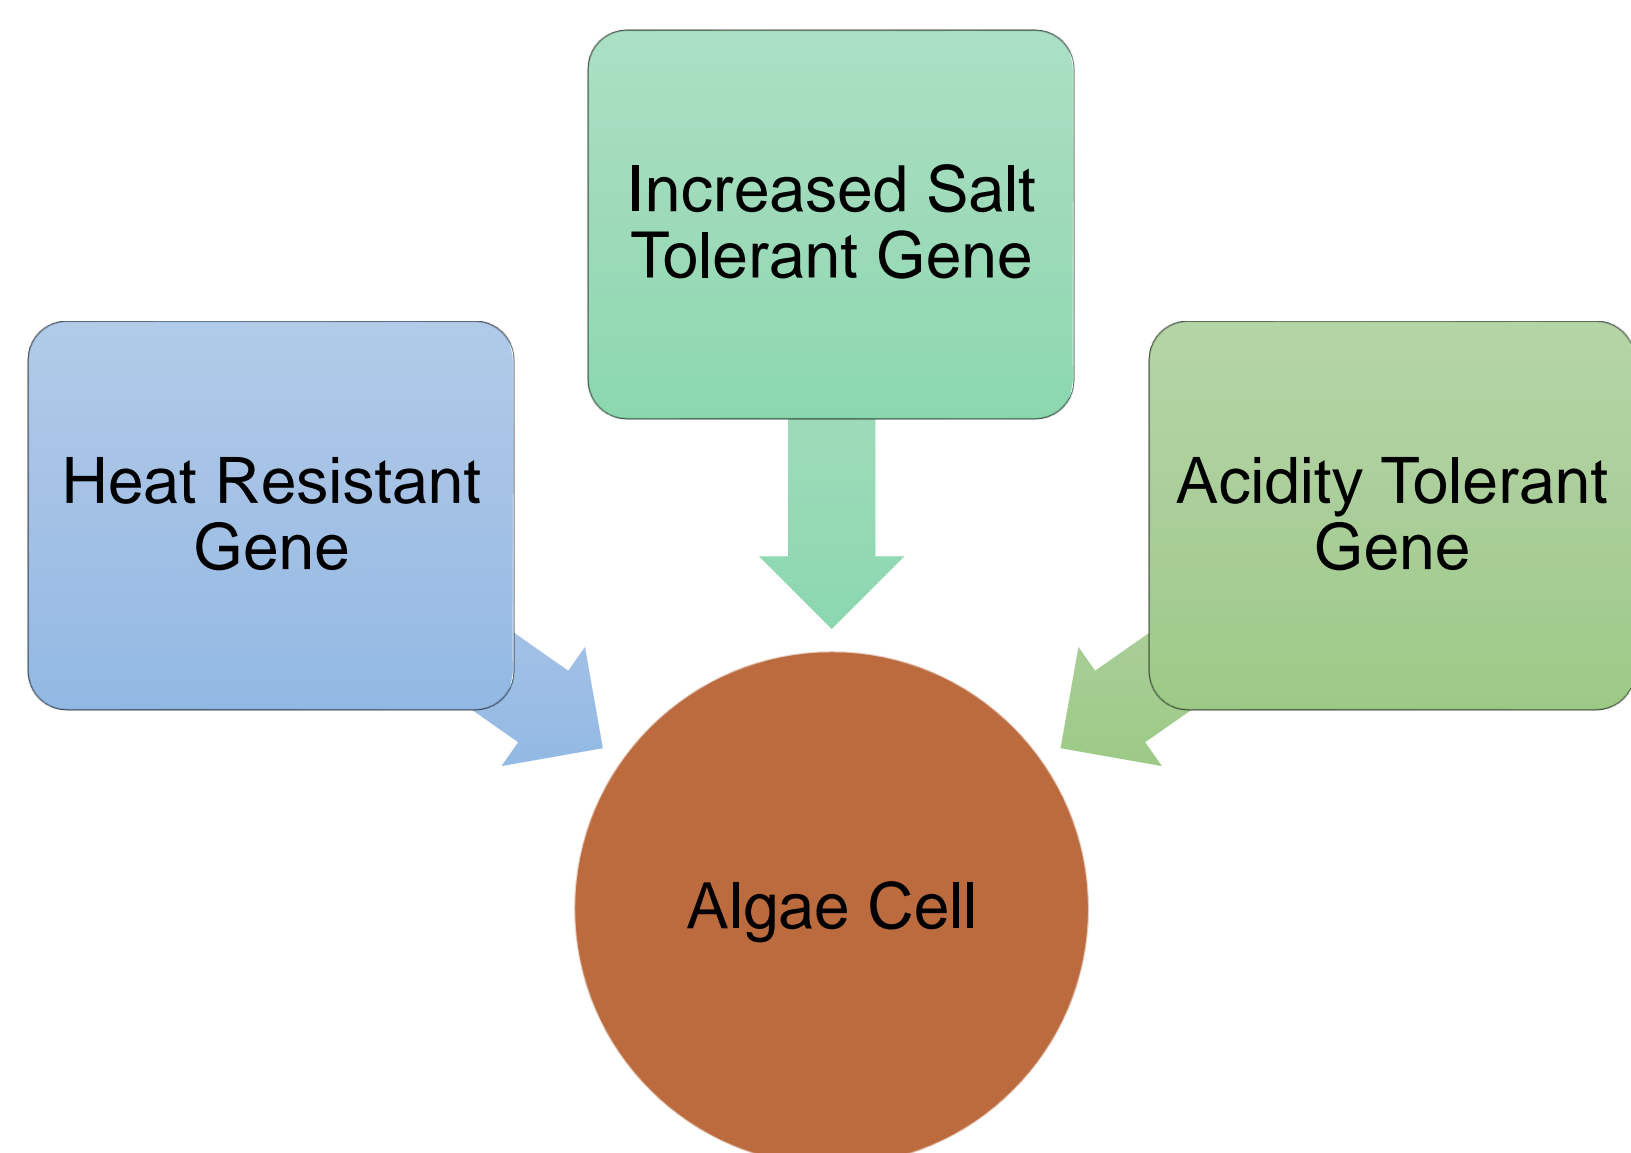 Increased Salt
Tolerant Gene
Heat Resistant
Gene
Acidity Tolerant
Gene
Algae Cell